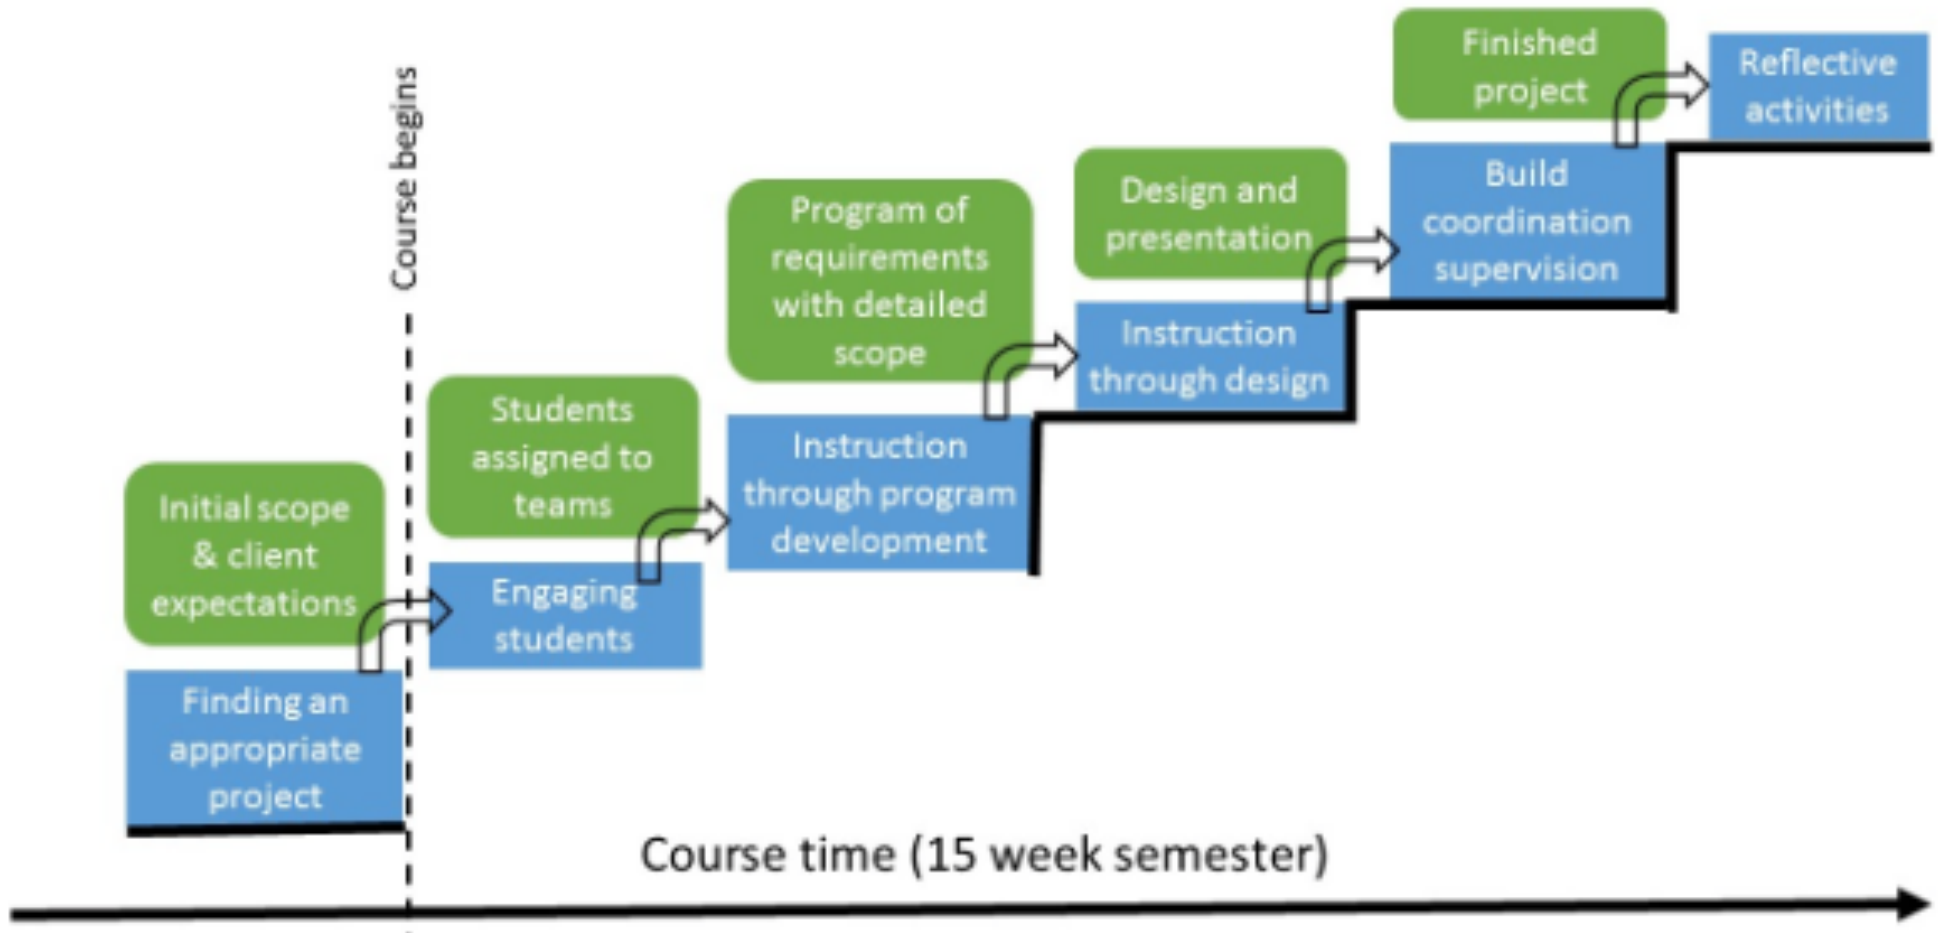 Finished
project
Reflective
activities
Course begins
Build
coordination
supervision
Design and
presentation
Program of
requirements
with detailed
scope
Instruction
through design
Students
assigned to
teams
Instruction
through program
development
Initial scope
& client
expectations
Engaging
students
Finding an
appropriate
project
Course time (15 week semester)